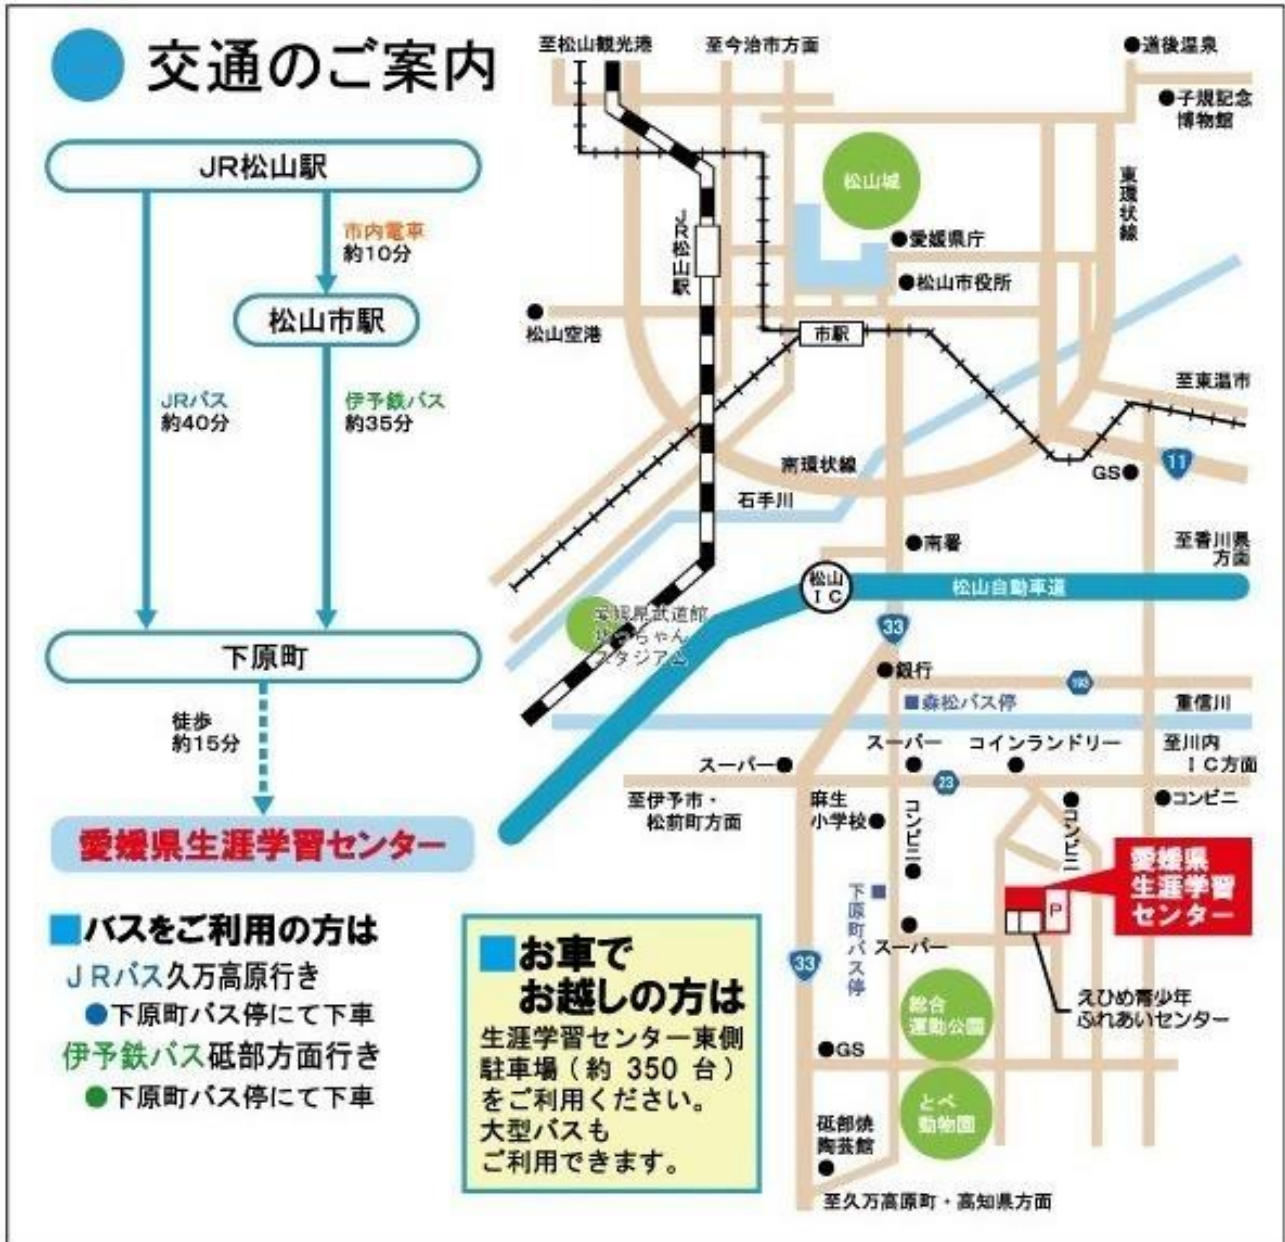 交通のご案内
JR松山駅
市内電車
約10分
松山市駅
JRバス
約40分
伊予鉄バス
約35分
下原町
徒歩
約15分
愛媛県生涯学習センター
バスをご利用の方は
JRバス久万高原行き
●下原町バス停にて下車
伊予鉄バス砥部方面行き
●下原町バス停にて下車
お車で
お越しの方は
生涯学習センター東側
駐車場(約 350 台)
をご利用ください。
大型バスも
ご利用できます。
至松山観光港
至今治市方面
●道後温泉
●子規記念
博物館
松山城
東環状線
JR松山駅
●愛媛県庁
●松山市役所
●
松山空港
市駅
至東温市
南環状線
GS●
11
石手川
●南署
至香川県
方面
松山
IC
松山自動車道
愛媛県武道館
坊っちゃん
スタジアム
33
●銀行
193
■森松バス停
重信川
スーパー●
スーパー
コインランドリー
至川内
IC方面
23
至伊予市・
松前町方面
麻生
小学校●
コンビニ
コンビニ
●コンビニ
愛媛県
生涯学習
センター
P
下原町バス停
スーパー
33
総合
運動公園
えひめ青少年
ふれあいセンター
●GS
とべ
動物園
砥部焼
陶芸館
至久万高原町・高知県方面